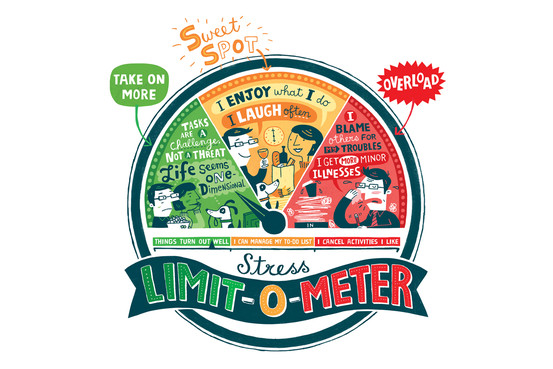 Sweet
SPOT
TAKE ON
MORE
OVERLOAD
TASKS
ARE A
challenge,
NOT A THREAT
Life SEEMS
ONE-
DIMENSIONAL
I ENJOY what I do
I LAUGH often
I
BLAME
others FOR
MY TROUBLES
I GET MORE MINOR
ILLNESSES
IN
THINGS TURN OUT WELL
I CAN MANAGE MY TO-DO LIST
I CANCEL ACTIVITIES I LIKE
Stress
LIMIT-O-METER